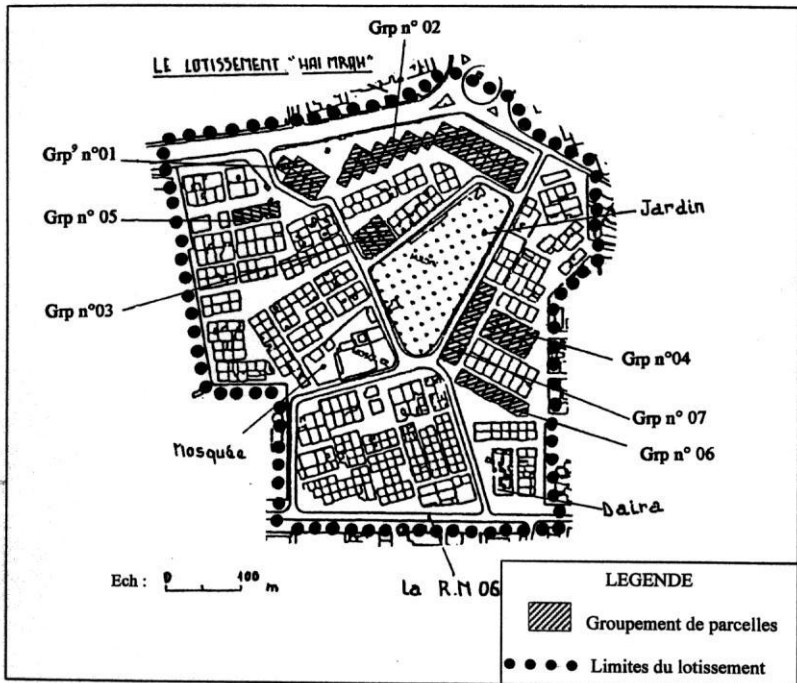 Grp n° 02
LE LOTISSEMENT "HAI MRAH"
Grp° n°01
Grp n° 05
Jardin
JARDIN
Grp n°03
Grp n°04
Grp n° 07
Mosquée
Grp n° 06
Daira
Ech : 0 100 m
La R.N 06
LEGENDE
Groupement de parcelles
Limites du lotissement